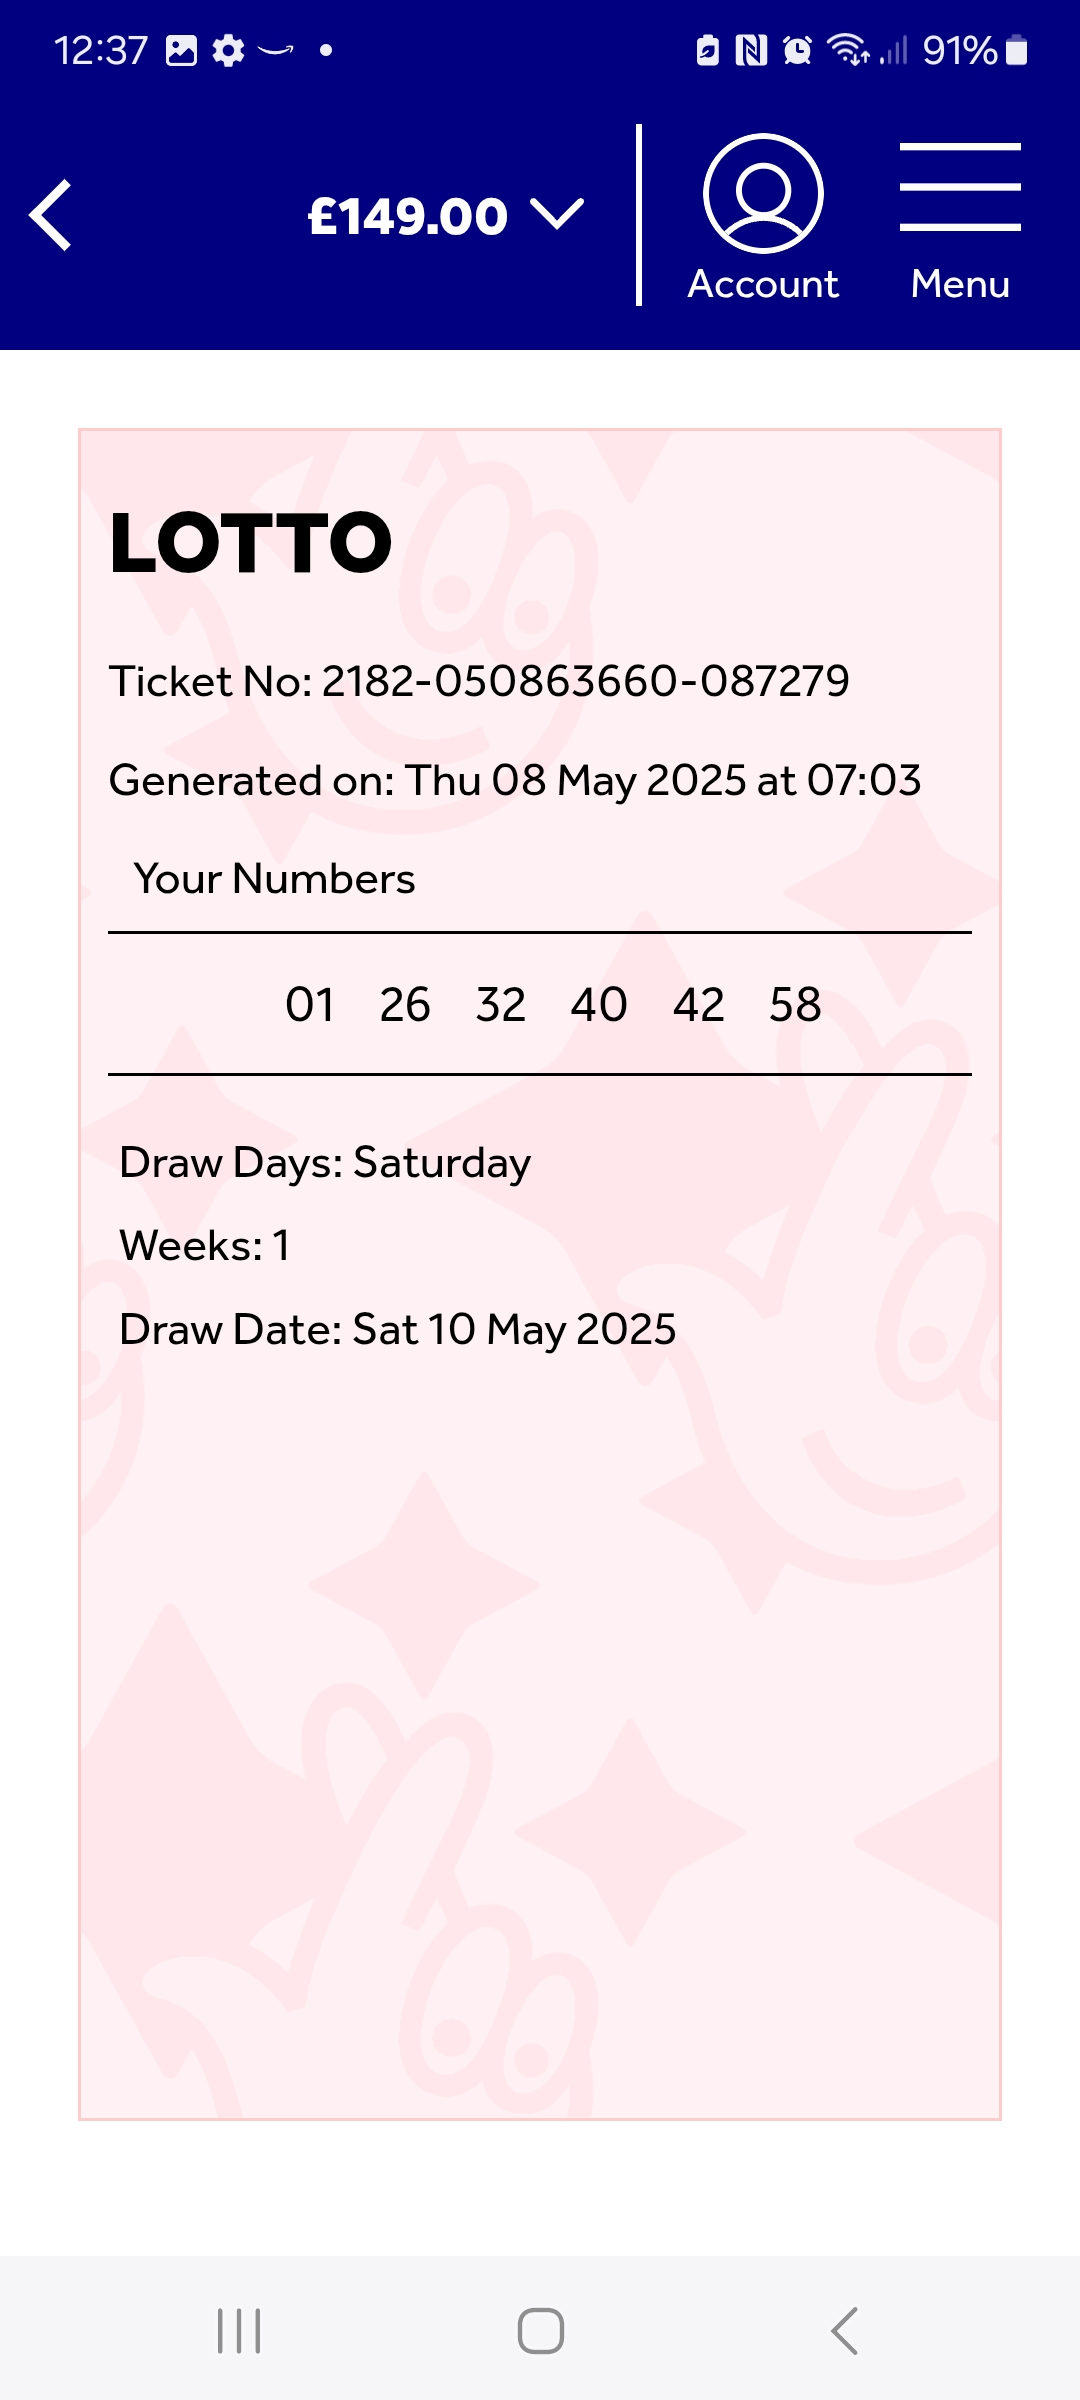 12:37 91%
£149.00
Account Menu
LOTTO
Ticket No: 2182-050863660-087279
Generated on: Thu 08 May 2025 at 07:03
Your Numbers
01 26 32 40 42 58
Draw Days: Saturday
Weeks: 1
Draw Date: Sat 10 May 2025